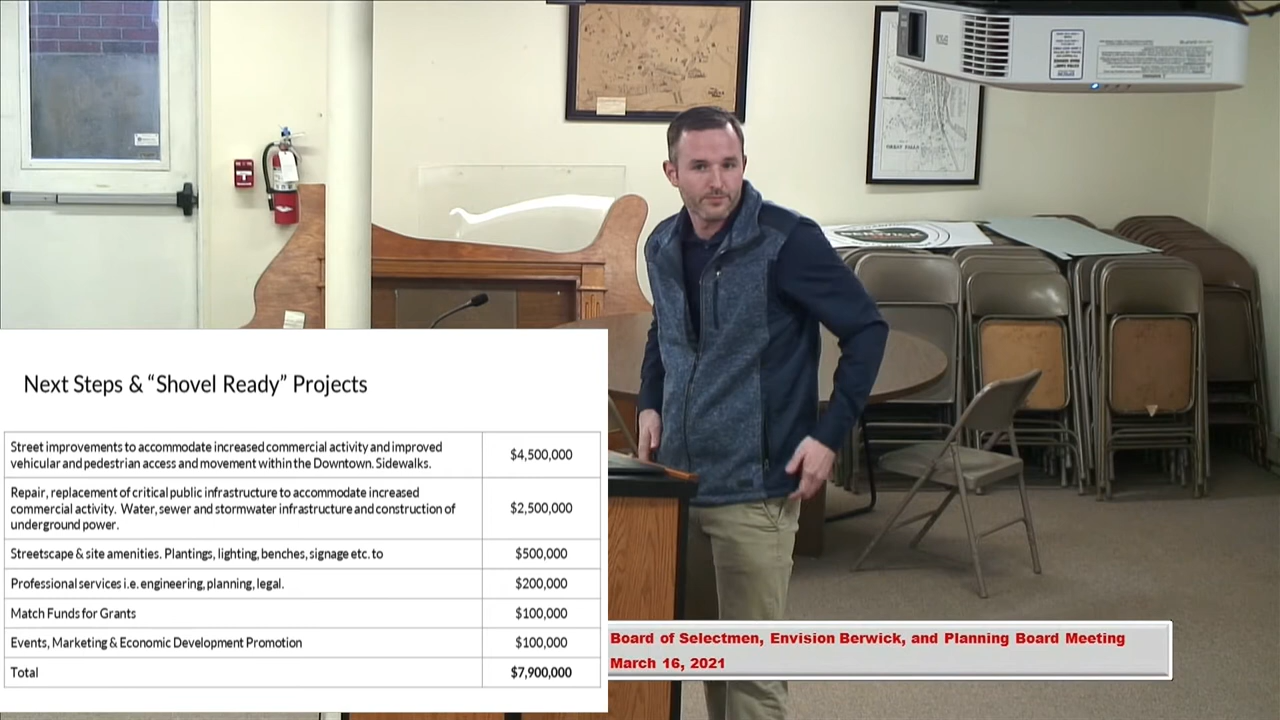 EPSON
GREAT FALLS
BERWICK
Next Steps & “Shovel Ready” Projects
Street improvements to accommodate increased commercial activity and improved
vehicular and pedestrian access and movement within the Downtown. Sidewalks.
$4,500,000
Repair, replacement of critical public infrastructure to accommodate increased
commercial activity. Water, sewer and stormwater infrastructure and construction of
underground power.
$2,500,000
Streetscape & site amenities. Plantings, lighting, benches, signage etc. to
$500,000
Professional services i.e. engineering, planning, legal.
$200,000
Match Funds for Grants
$100,000
Events, Marketing & Economic Development Promotion
$100,000
Total
$7,900,000
Board of Selectmen, Envision Berwick, and Planning Board Meeting
March 16, 2021